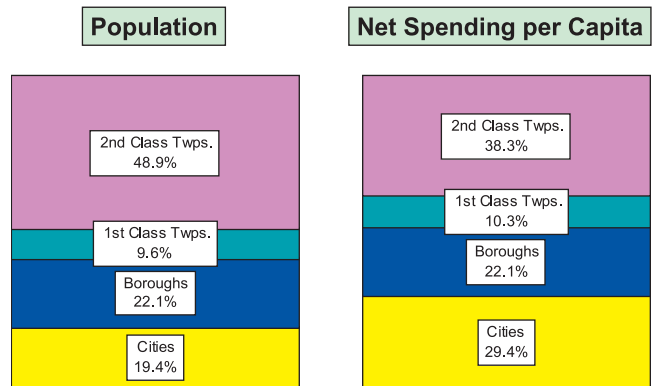 Population
2nd Class Twps.
48.9%
1st Class Twps.
9.6%
Boroughs
22.1%
Cities
19.4%
Net Spending per Capita
2nd Class Twps.
38.3%
1st Class Twps.
10.3%
Boroughs
22.1%
Cities
29.4%